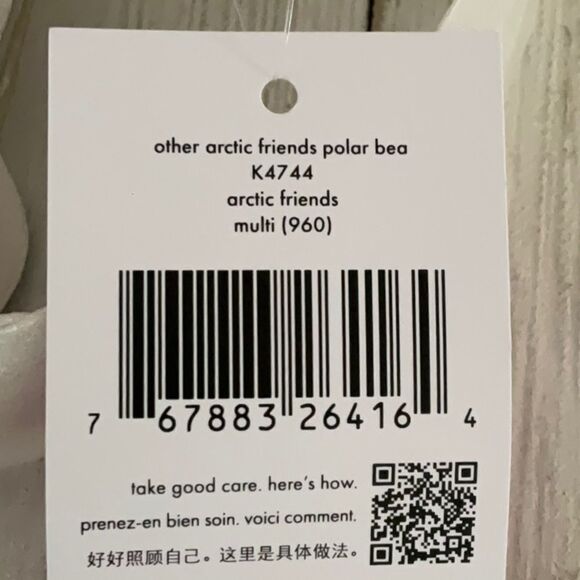 other arctic friends polar bea
K4744
arctic friends
multi (960)
7 67883 26416 4
take good care. here's how.
prenez-en bien soin. voici comment.
好好照顾自己。这里是具体做法。